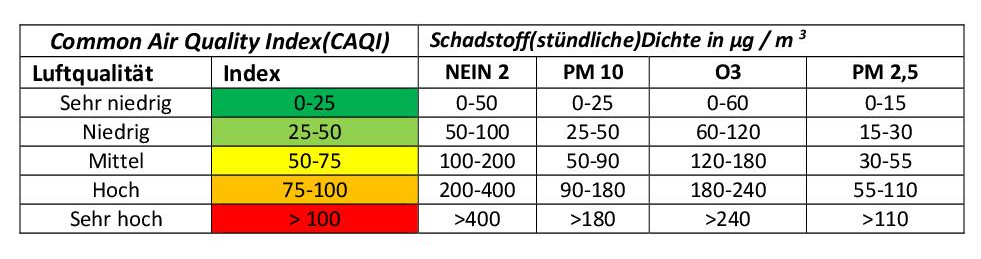 Common Air Quality Index(CAQI) Schadstoff(stündliche)Dichte in µg / m ³
Luftqualität Index NEIN 2 PM 10 O3 PM 2,5
Sehr niedrig 0-25 0-50 0-25 0-60 0-15
Niedrig 25-50 50-100 25-50 60-120 15-30
Mittel 50-75 100-200 50-90 120-180 30-55
Hoch 75-100 200-400 90-180 180-240 55-110
Sehr hoch > 100 >400 >180 >240 >110